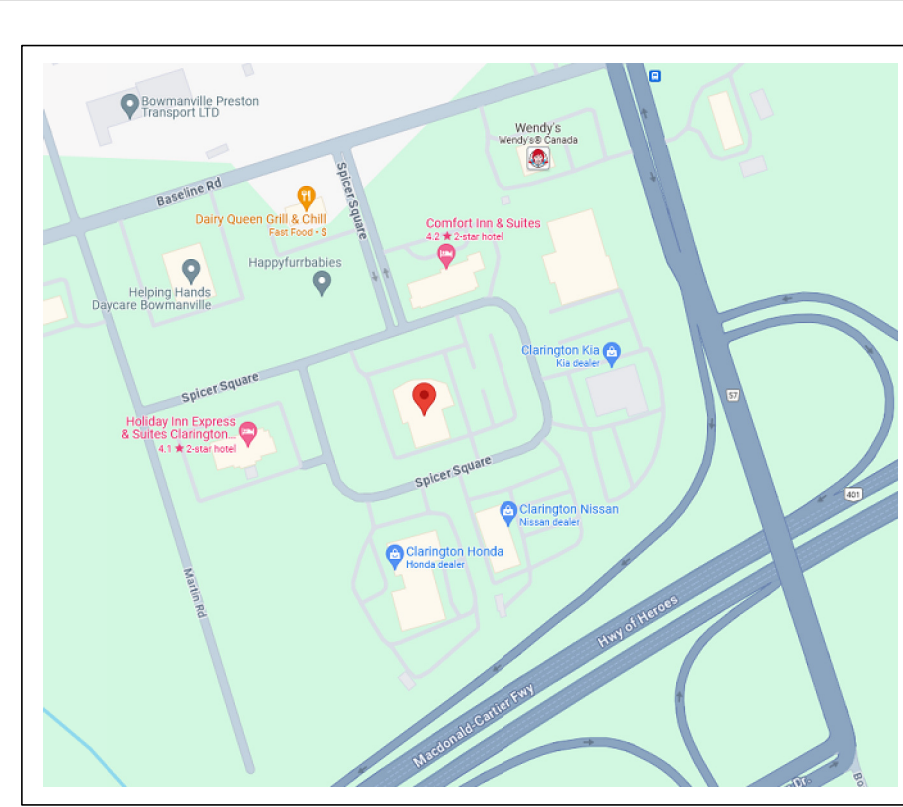 Bowmanville Preston
Transport LTD
Wendy's
Wendy's® Canada
Baseline Rd
Spicer Square
Dairy Queen Grill & Chill
Fast Food • $
Comfort Inn & Suites
4.2 ★ 2-star hotel
Happyfurrbabies
Helping Hands
Daycare Bowmanville
Clarington Kia
Kia dealer
57
Spicer Square
Holiday Inn Express
& Suites Clarington...
4.1 ★ 2-star hotel
Spicer Square
401
Clarington Nissan
Nissan dealer
Clarington Honda
Honda dealer
Martin Rd
Hwy of Heroes
Macdonald-Cartier Fwy
Dr.